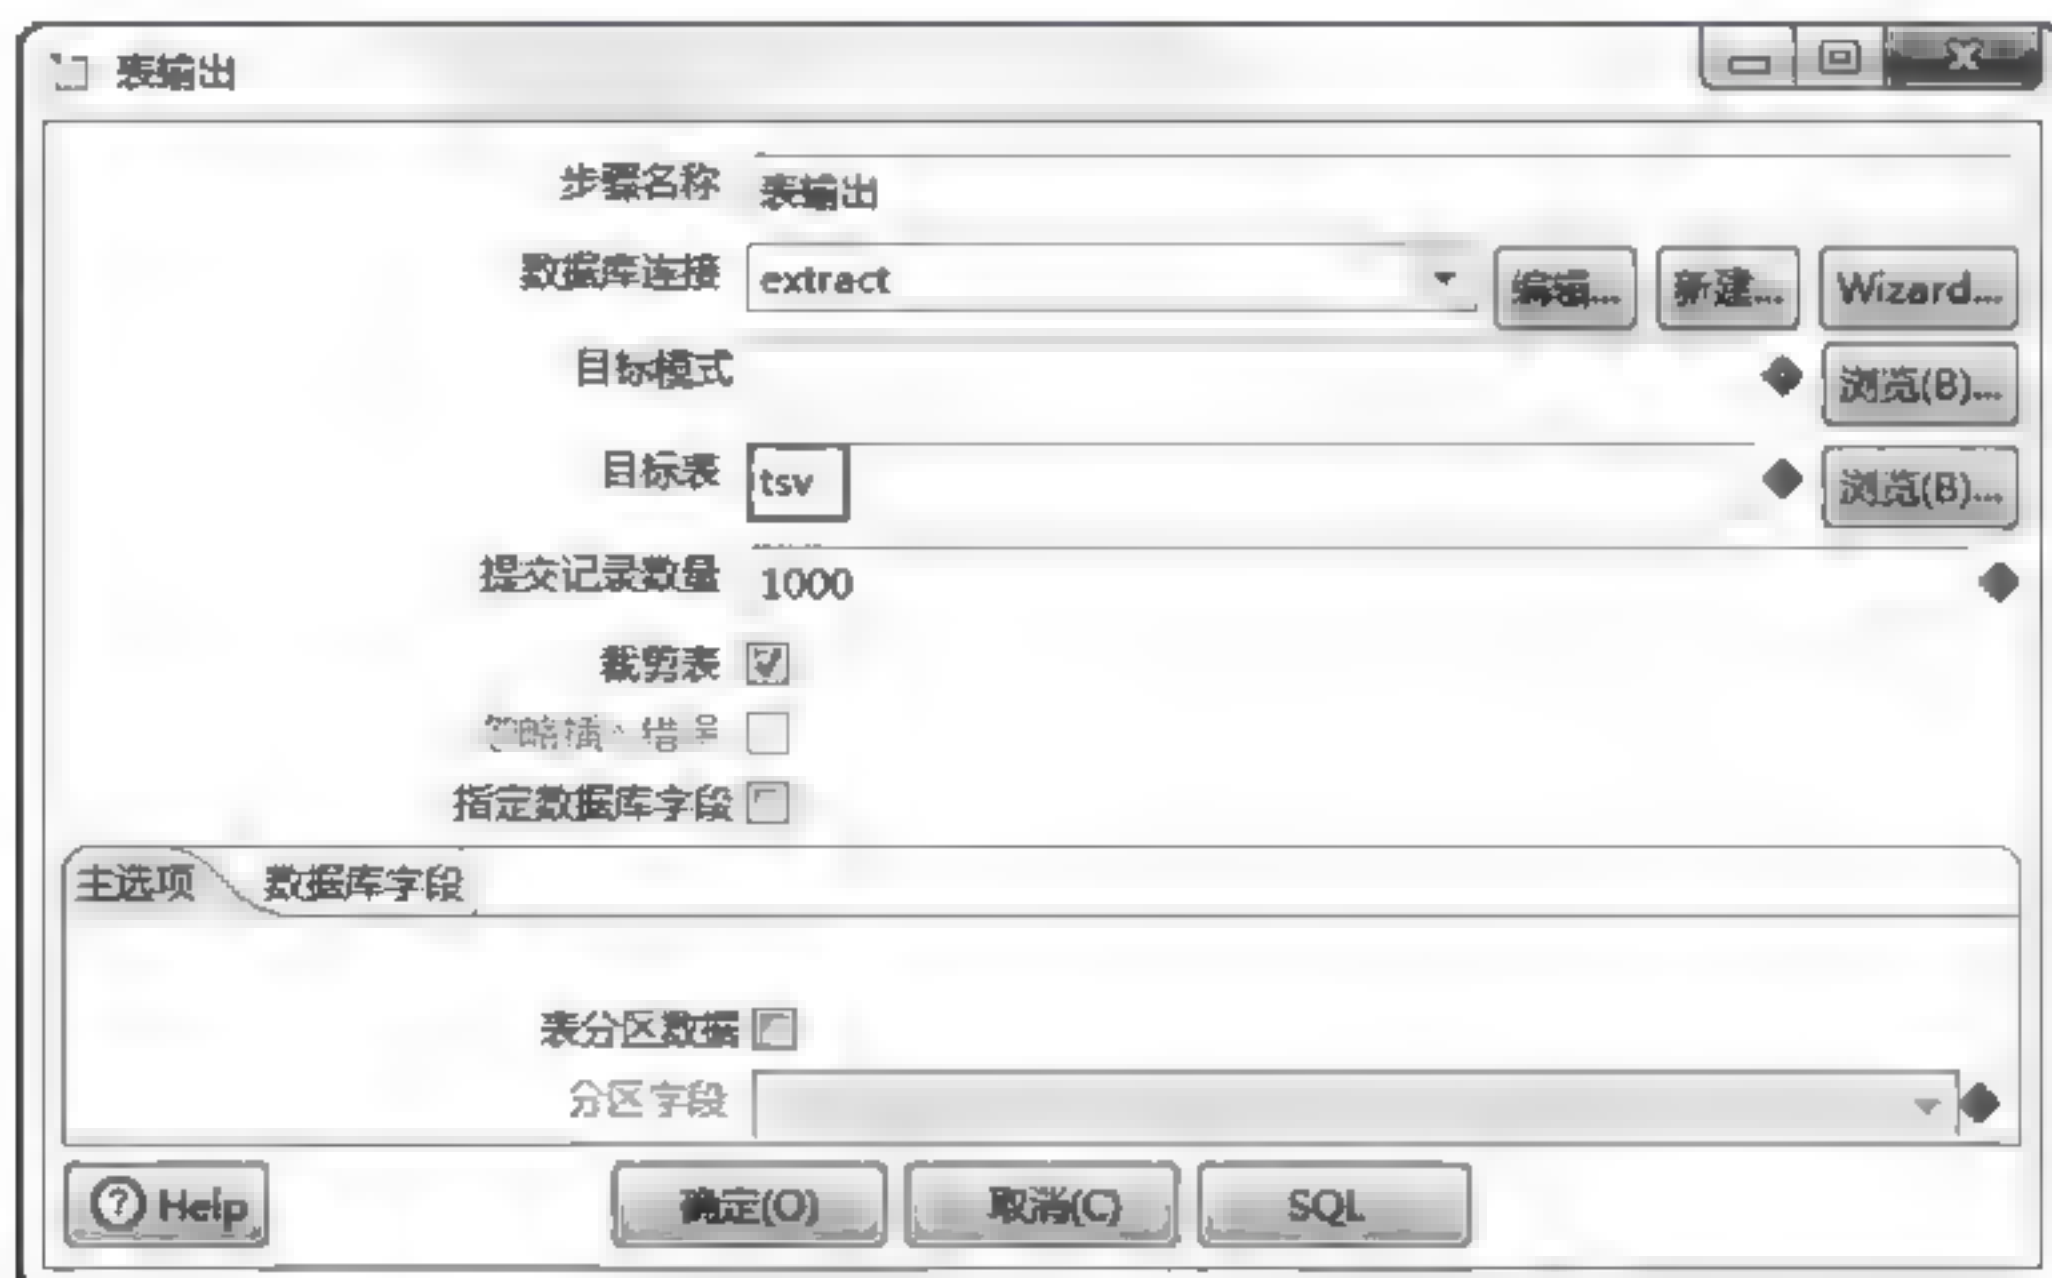 表输出
步骤名称 表输出
数据库连接 extract 编辑... 新建... Wizard...
目标模式 浏览(B)...
目标表 tsv 浏览(B)...
提交记录数量 1000
裁剪表
指定数据库字段
主选项 数据库字段
表分区数据
分区字段
Help 确定(O) 取消(C) SQL